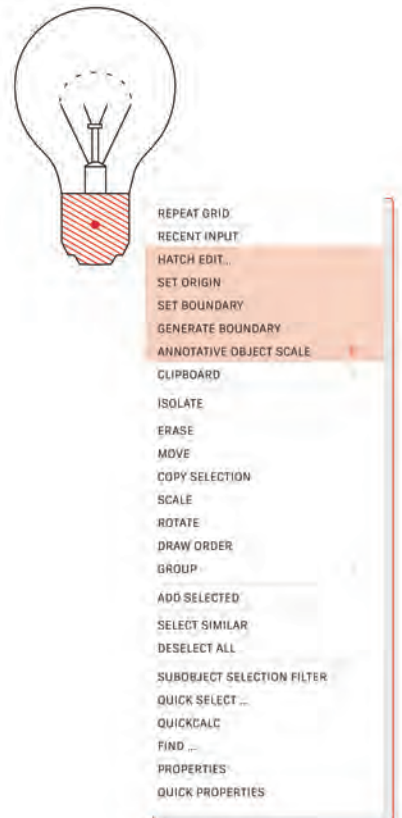 REPEAT GRID
RECENT INPUT
HATCH EDIT...
SET ORIGIN
SET BOUNDARY
GENERATE BOUNDARY
ANNOTATIVE OBJECT SCALE
CLIPBOARD
ISOLATE
ERASE
MOVE
COPY SELECTION
SCALE
ROTATE
DRAW ORDER
GROUP
ADD SELECTED
SELECT SIMILAR
DESELECT ALL
SUBOBJECT SELECTION FILTER
QUICK SELECT ...
QUICKCALC
FIND ...
PROPERTIES
QUICK PROPERTIES